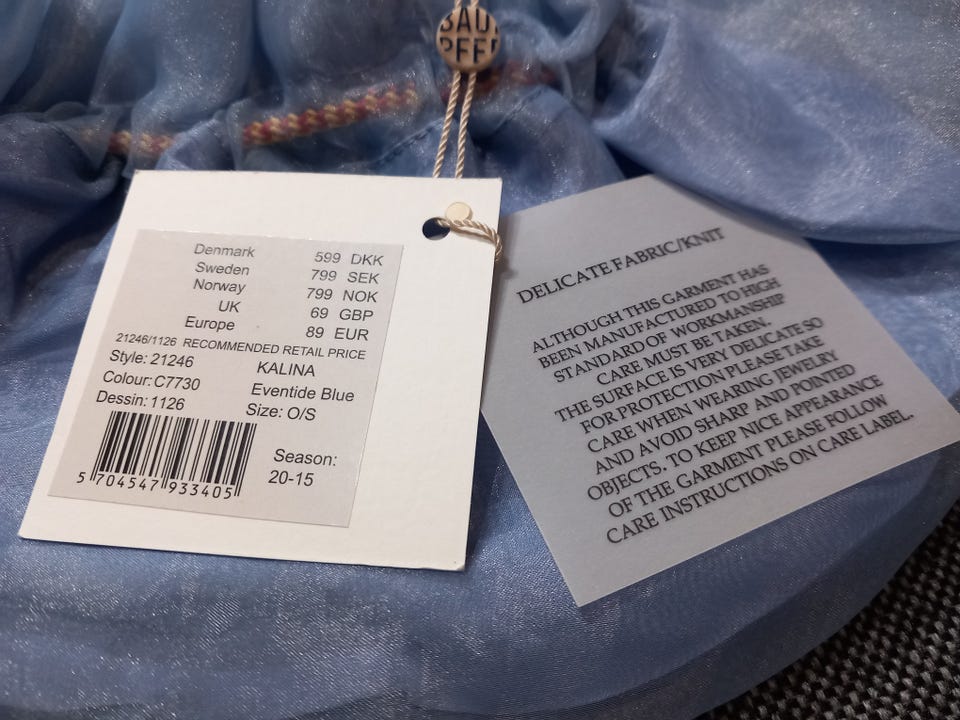 BAU
PFF
Denmark 599 DKK
Sweden 799 SEK
Norway 799 NOK
UK 69 GBP
Europe 89 EUR
21246/1126 RECOMMENDED RETAIL PRICE
Style: 21246 KALINA
Colour: C7730 Eventide Blue
Dessin: 1126 Size: O/S
Season:
20-15
5 704547 933405
DELICATE FABRIC/KNIT
ALTHOUGH THIS GARMENT HAS
BEEN MANUFACTURED TO HIGH
STANDARD OF WORKMANSHIP
CARE MUST BE TAKEN.
THE SURFACE IS VERY DELICATE SO
FOR PROTECTION PLEASE TAKE
CARE WHEN WEARING JEWELRY
AND AVOID SHARP AND POINTED
OBJECTS. TO KEEP NICE APPEARANCE
OF THE GARMENT PLEASE FOLLOW
CARE INSTRUCTIONS ON CARE LABEL.